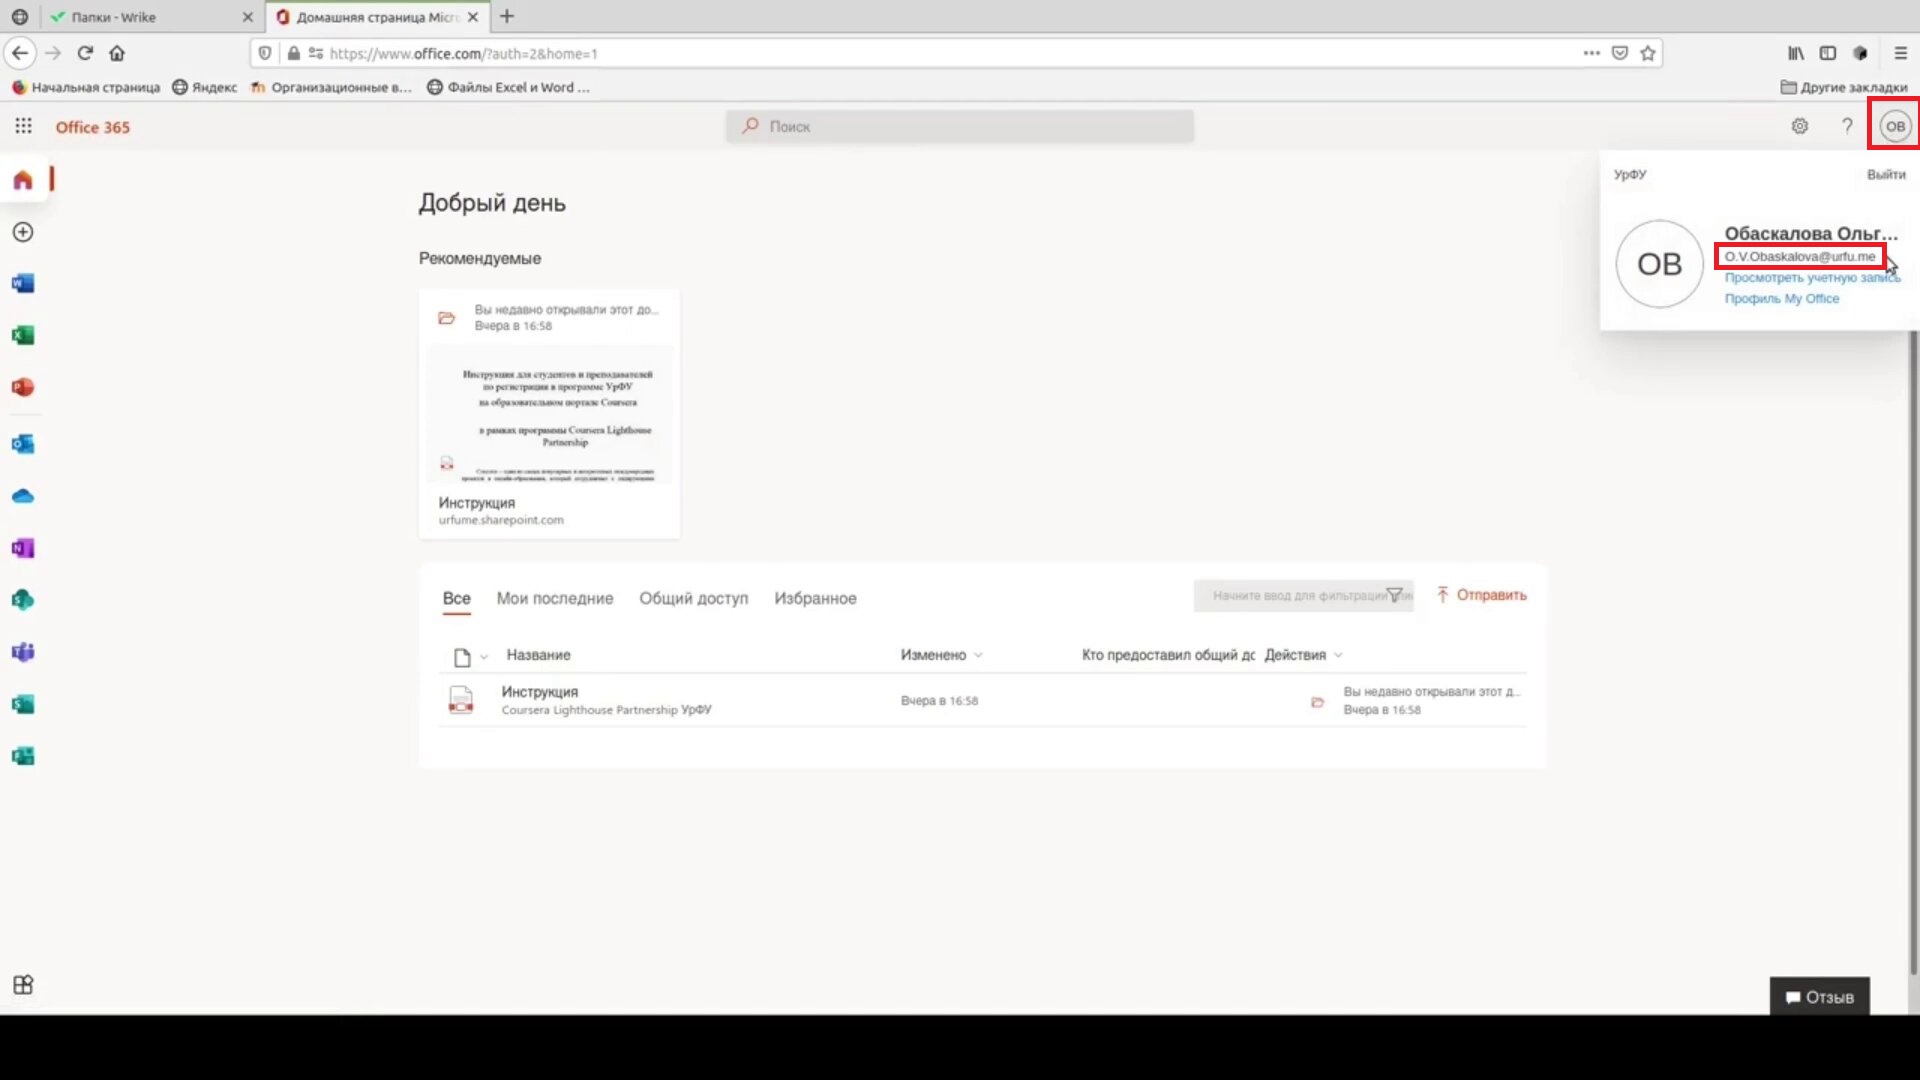 Папки - Wrike
Домашняя страница Micro
https://www.office.com/?auth=2&home=1
Начальная страница
Яндекс
Организационные в...
Файлы Excel и Word ...
Другие закладки
Office 365
Поиск
?
ОВ
УрФУ
Выйти
ОВ
Обаскалова Ольг...
O.V.Obaskalova@urfu.me
Просмотреть учетную запись
Профиль My Office
Добрый день
Рекомендуемые
Вы недавно открывали этот до...
Вчера в 16:58
Инструкция для студентов и преподавателей
по регистрации в программе УрФУ
на образовательном портале Coursera
в рамках программы Coursera Lighthouse
Partnership
Инструкция
urfume.sharepoint.com
Все
Мои последние
Общий доступ
Избранное
Начните ввод для фильтрации
Отправить
Название
Изменено
Кто предоставил общий дс
Действия
Инструкция
Coursera Lighthouse Partnership УрФУ
Вчера в 16:58
Вы недавно открывали этот д...
Вчера в 16:58
Отзыв